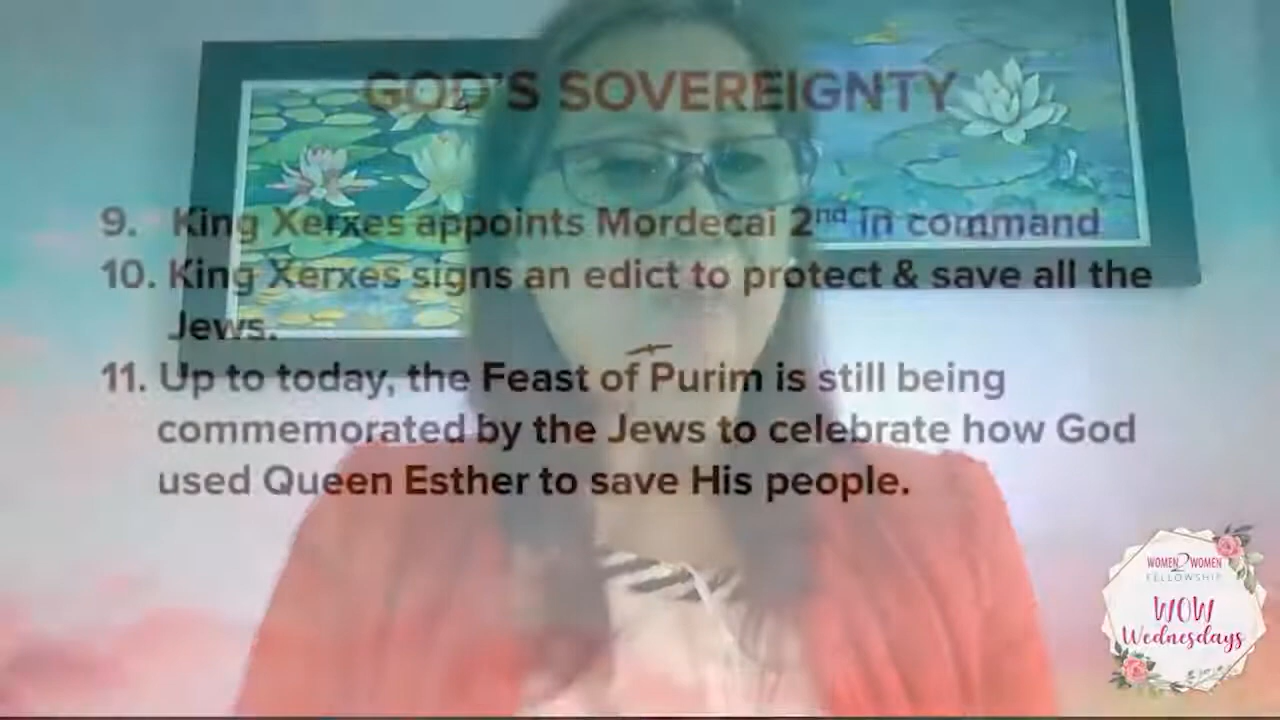 GOD'S SOVEREIGNTY
9. King Xerxes appoints Mordecai 2nd in command
10. King Xerxes signs an edict to protect & save all the
Jews.
11. Up to today, the Feast of Purim is still being
commemorated by the Jews to celebrate how God
used Queen Esther to save His people.
WOMEN2WOMEN
FELLOWSHIP
WOW
Wednesdays